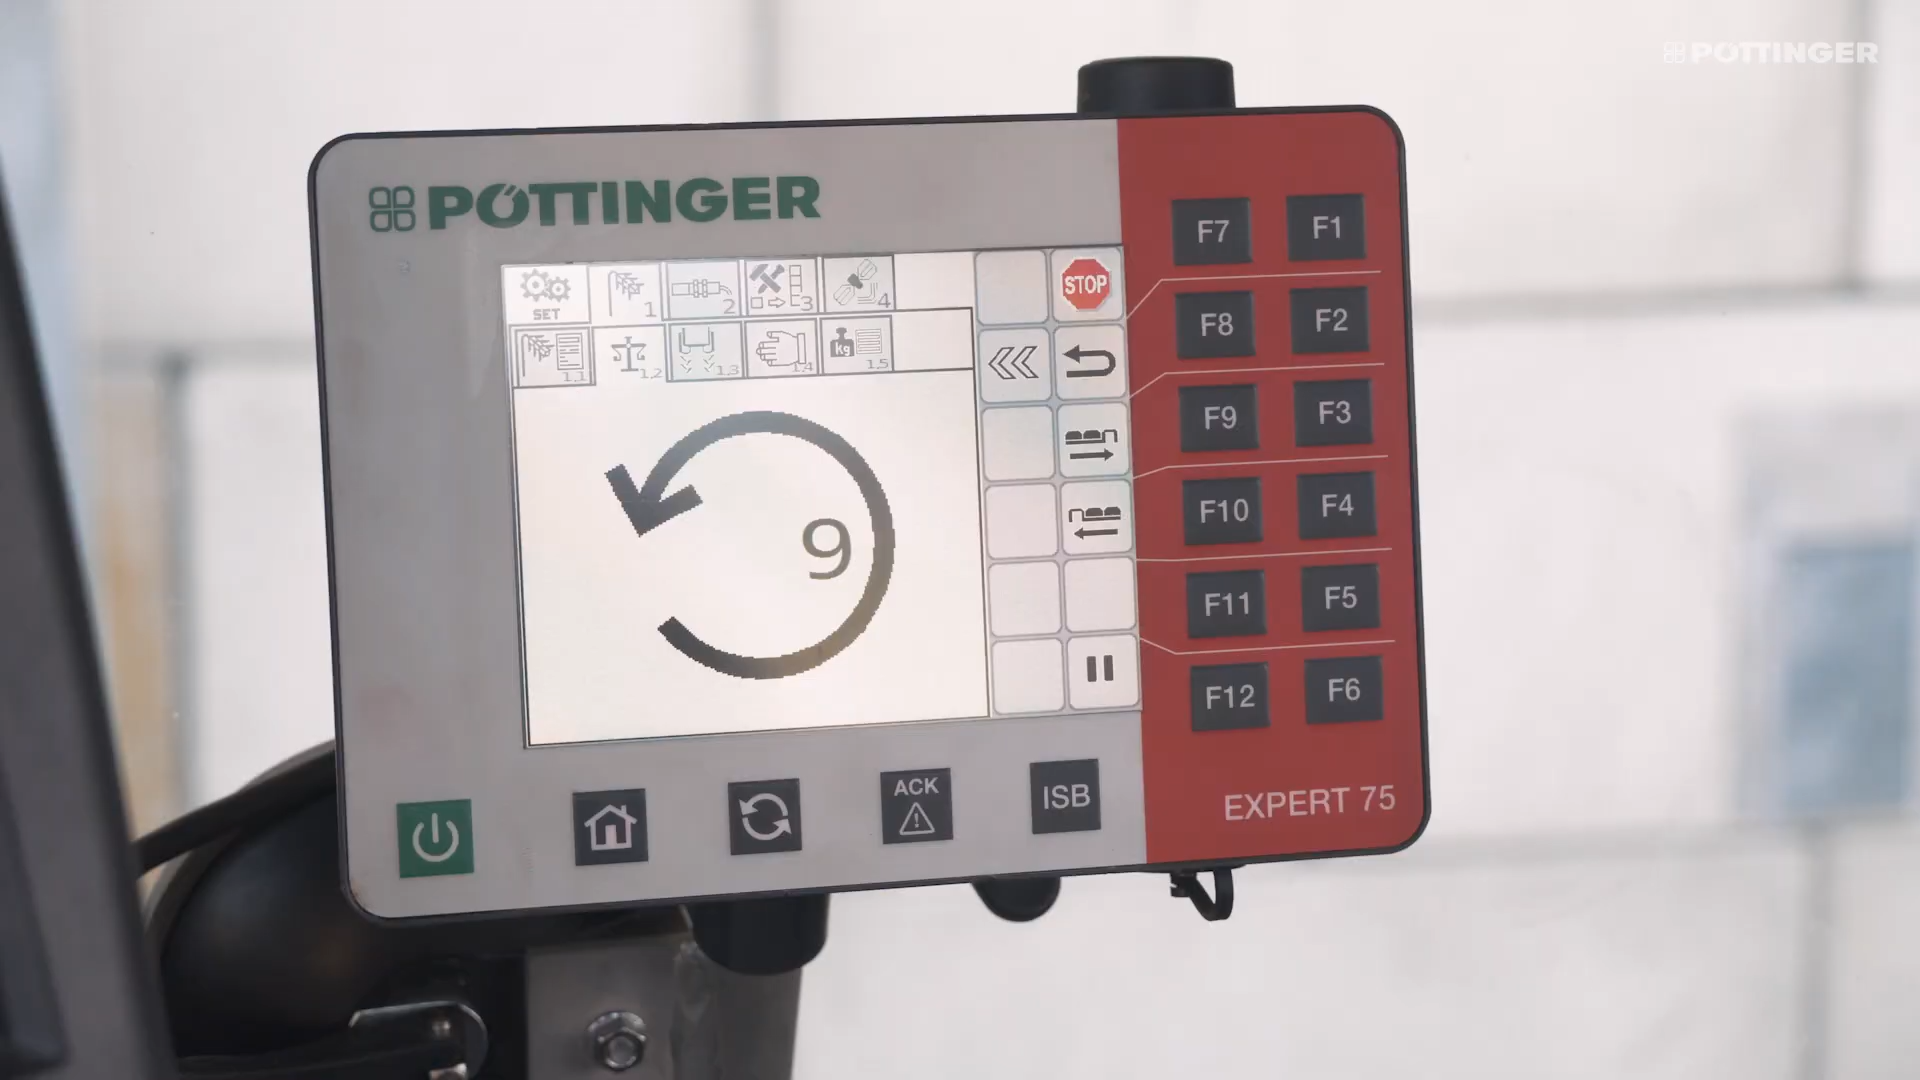 PÖTTINGER
PÖTTINGER
SET
1
2
3
4
1.1
1.2
1.3
1.4
kg
1.5
9
STOP
F7 F1
F8 F2
F9 F3
F10 F4
F11 F5
F12 F6
ACK
ISB
EXPERT 75